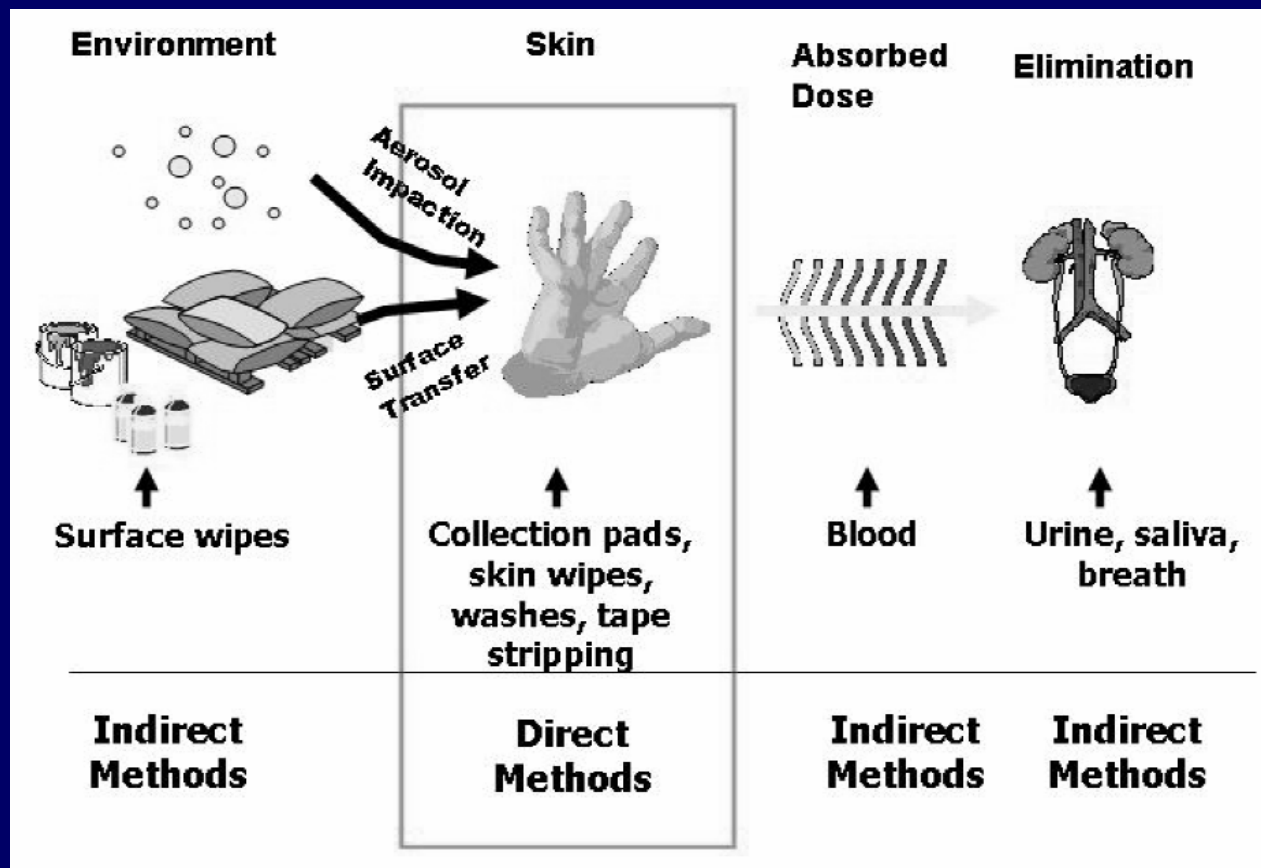 Environment
Skin
Absorbed
Dose
Elimination
Aerosol
Impaction
Surface
Transfer
Surface wipes
Collection pads,
skin wipes,
washes, tape
stripping
Blood
Urine, saliva,
breath
Indirect
Methods
Direct
Methods
Indirect
Methods
Indirect
Methods